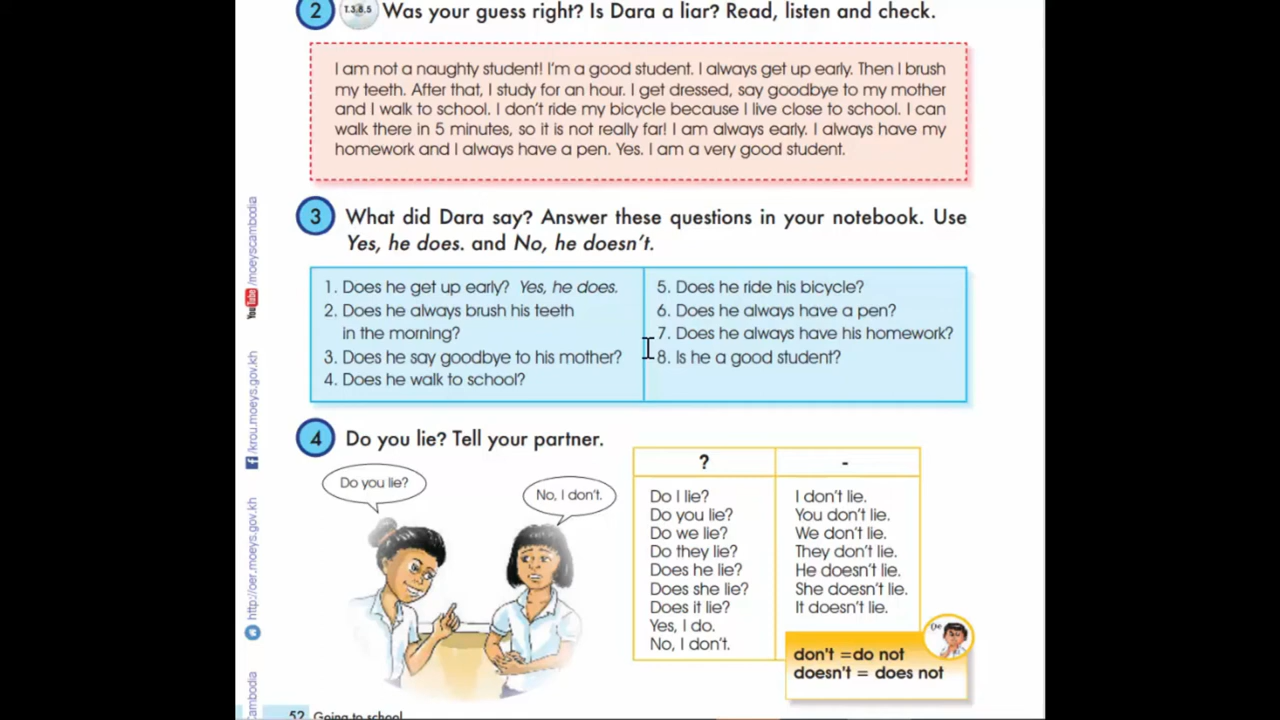 2 T.3.8.5 Was your guess right? Is Dara a liar? Read, listen and check.
I am not a naughty student! I'm a good student. I always get up early. Then I brush
my teeth. After that, I study for an hour. I get dressed, say goodbye to my mother
and I walk to school. I don't ride my bicycle because I live close to school. I can
walk there in 5 minutes, so it is not really far! I am always early. I always have my
homework and I always have a pen. Yes. I am a very good student.
3 What did Dara say? Answer these questions in your notebook. Use
Yes, he does. and No, he doesn't.
1. Does he get up early? Yes, he does.
2. Does he always brush his teeth
in the morning?
3. Does he say goodbye to his mother?
4. Does he walk to school?
5. Does he ride his bicycle?
6. Does he always have a pen?
7. Does he always have his homework?
8. Is he a good student?
4 Do you lie? Tell your partner.
Do you lie?
No, I don't.
?
Do I lie?
Do you lie?
Do we lie?
Do they lie?
Does he lie?
Does she lie?
Does it lie?
Yes, I do.
No, I don't.
-
I don't lie.
You don't lie.
We don't lie.
They don't lie.
He doesn't lie.
She doesn't lie.
It doesn't lie.
don't =do not
doesn't = does not
52 Going to school
YouTube /moeyscambodia
f /krou.moeys.gov.kh
http://oer.moeys.gov.kh